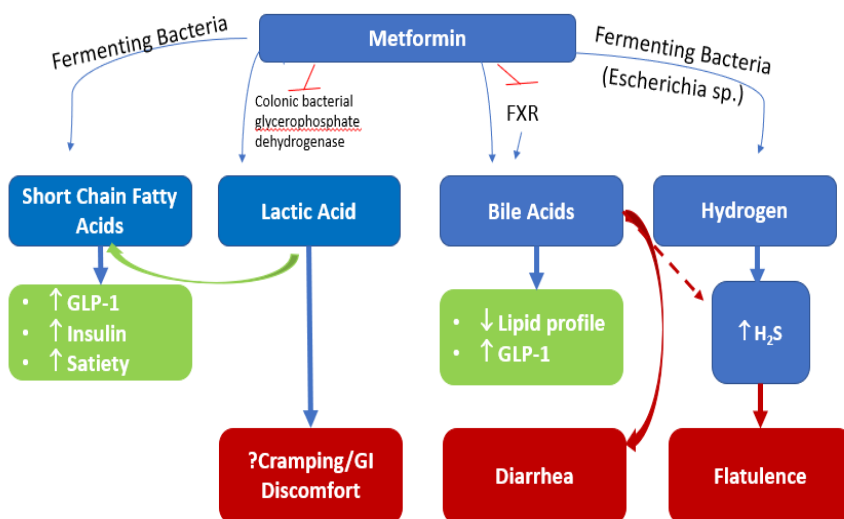 Metformin
Fermenting Bacteria
Colonic bacterial
glycerophosphate
dehydrogenase
FXR
Fermenting Bacteria
(Escherichia sp.)
Short Chain Fatty
Acids
Lactic Acid
Bile Acids
Hydrogen
• ↑ GLP-1
• ↑ Insulin
• ↑ Satiety
• ↓ Lipid profile
• ↑ GLP-1
↑ H₂S
?Cramping/GI
Discomfort
Diarrhea
Flatulence